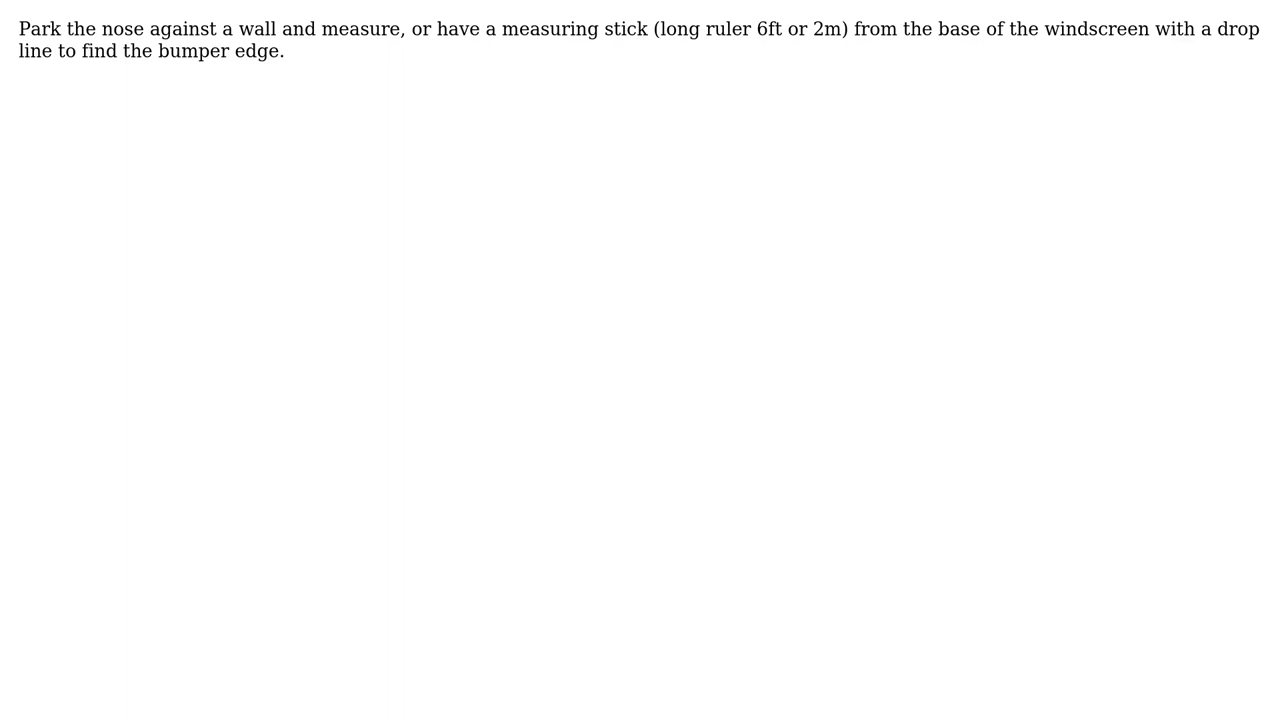 Park the nose against a wall and measure, or have a measuring stick (long ruler 6ft or 2m) from the base of the windscreen with a drop
line to find the bumper edge.